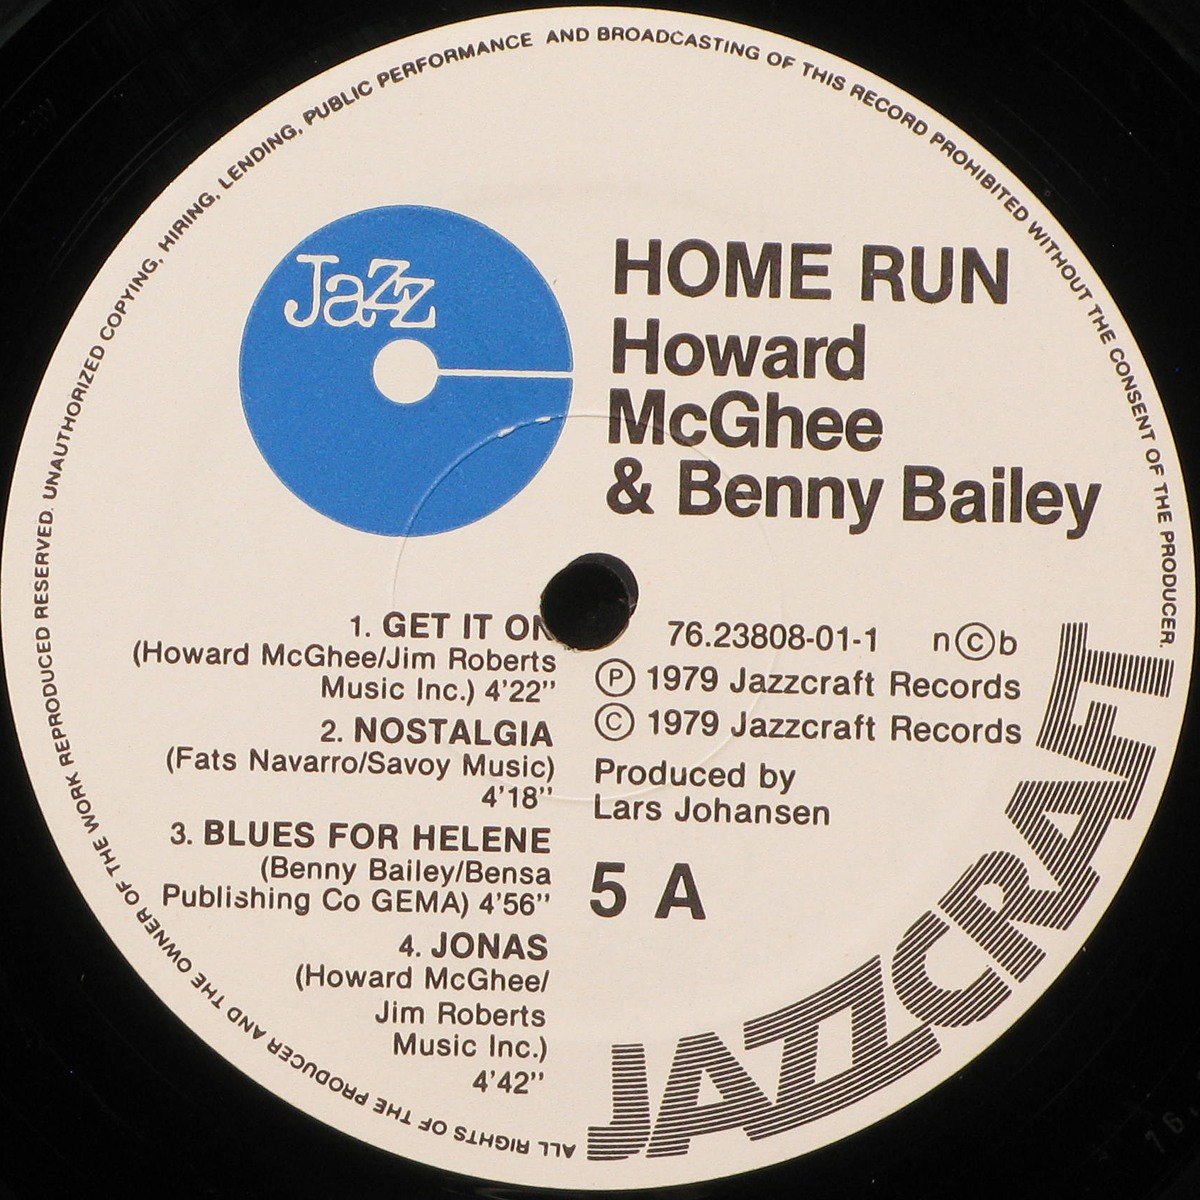 ALL RIGHTS OF THE PRODUCER AND THE OWNER OF THE WORK REPRODUCED RESERVED. UNAUTHORIZED COPYING, HIRING, LENDING, PUBLIC PERFORMANCE AND BROADCASTING OF THIS RECORD PROHIBITED WITHOUT THE CONSENT OF THE PRODUCER.
Jazz
HOME RUN
Howard
McGhee
& Benny Bailey
1. GET IT ON
(Howard McGhee/Jim Roberts
Music Inc.) 4'22"
2. NOSTALGIA
(Fats Navarro/Savoy Music)
4'18"
3. BLUES FOR HELENE
(Benny Bailey/Bensa
Publishing Co GEMA) 4'56"
4. JONAS
(Howard McGhee/
Jim Roberts
Music Inc.)
4'42"
76.23808-01-1 n©b
Ⓟ 1979 Jazzcraft Records
© 1979 Jazzcraft Records
Produced by
Lars Johansen
5 A
JAZZCRAFT